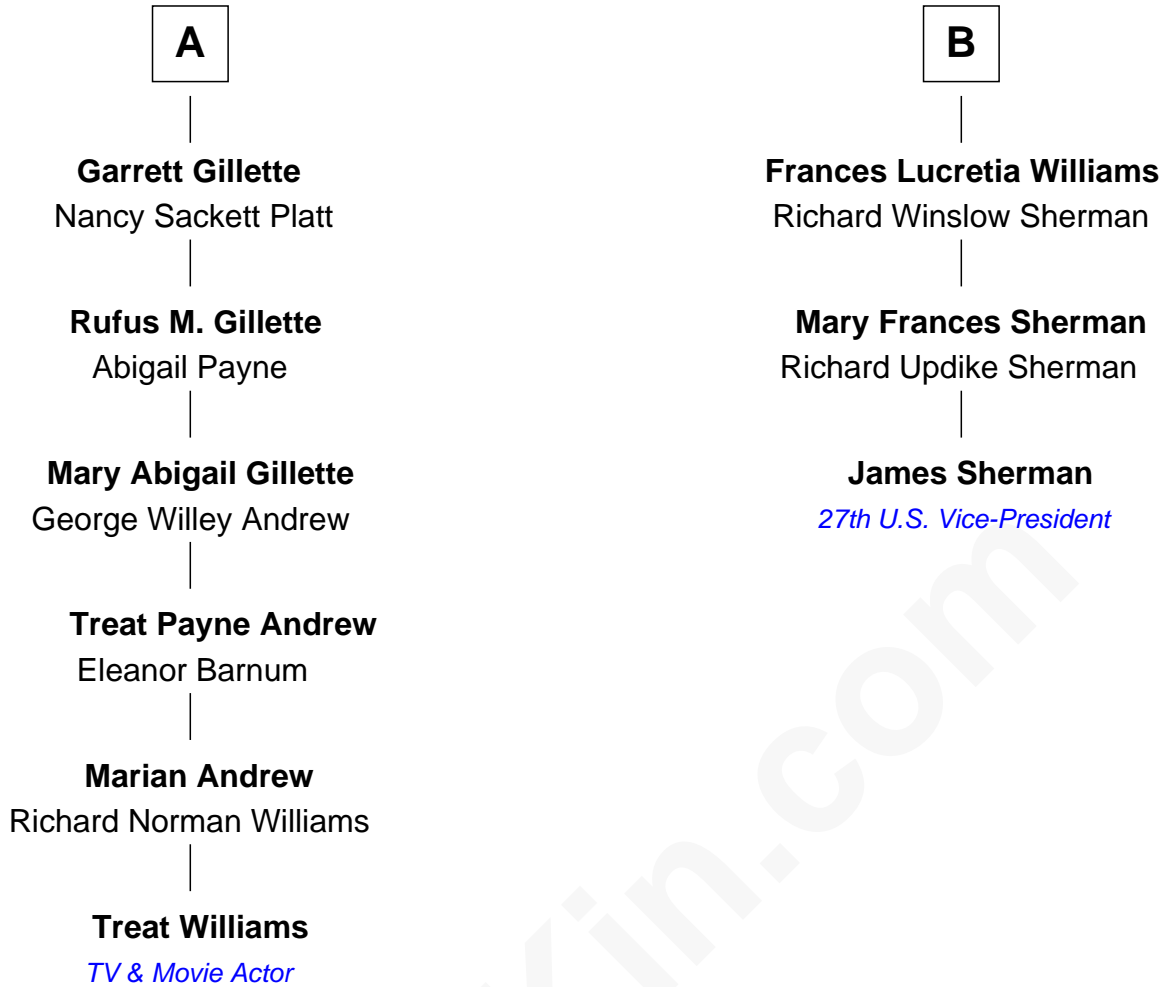 A
Garrett Gillette
Nancy Sackett Platt
Rufus M. Gillette
Abigail Payne
Mary Abigail Gillette
George Willey Andrew
Treat Payne Andrew
Eleanor Barnum
Marian Andrew
Richard Norman Williams
Treat Williams
TV & Movie Actor
B
Frances Lucretia Williams
Richard Winslow Sherman
Mary Frances Sherman
Richard Updike Sherman
James Sherman
27th U.S. Vice-President
Kin.com